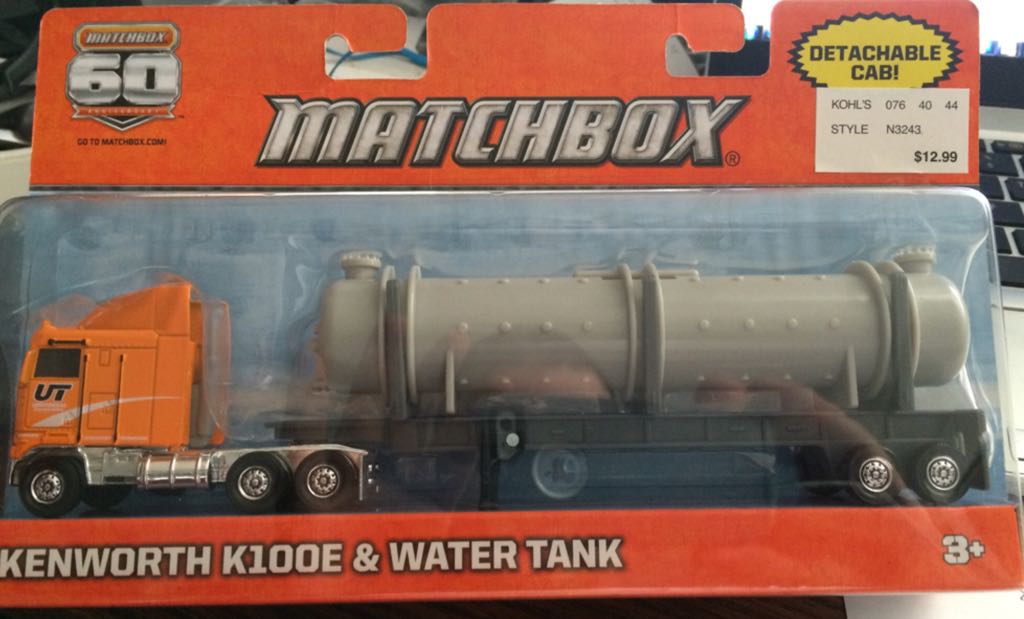 MATCHBOX
60
ANNIVERSARY
GO TO MATCHBOX.COM!
MATCHBOX®
DETACHABLE
CAB!
KOHL'S 076 40 44
STYLE N3243
$12.99
UT
KENWORTH K100E & WATER TANK
3+